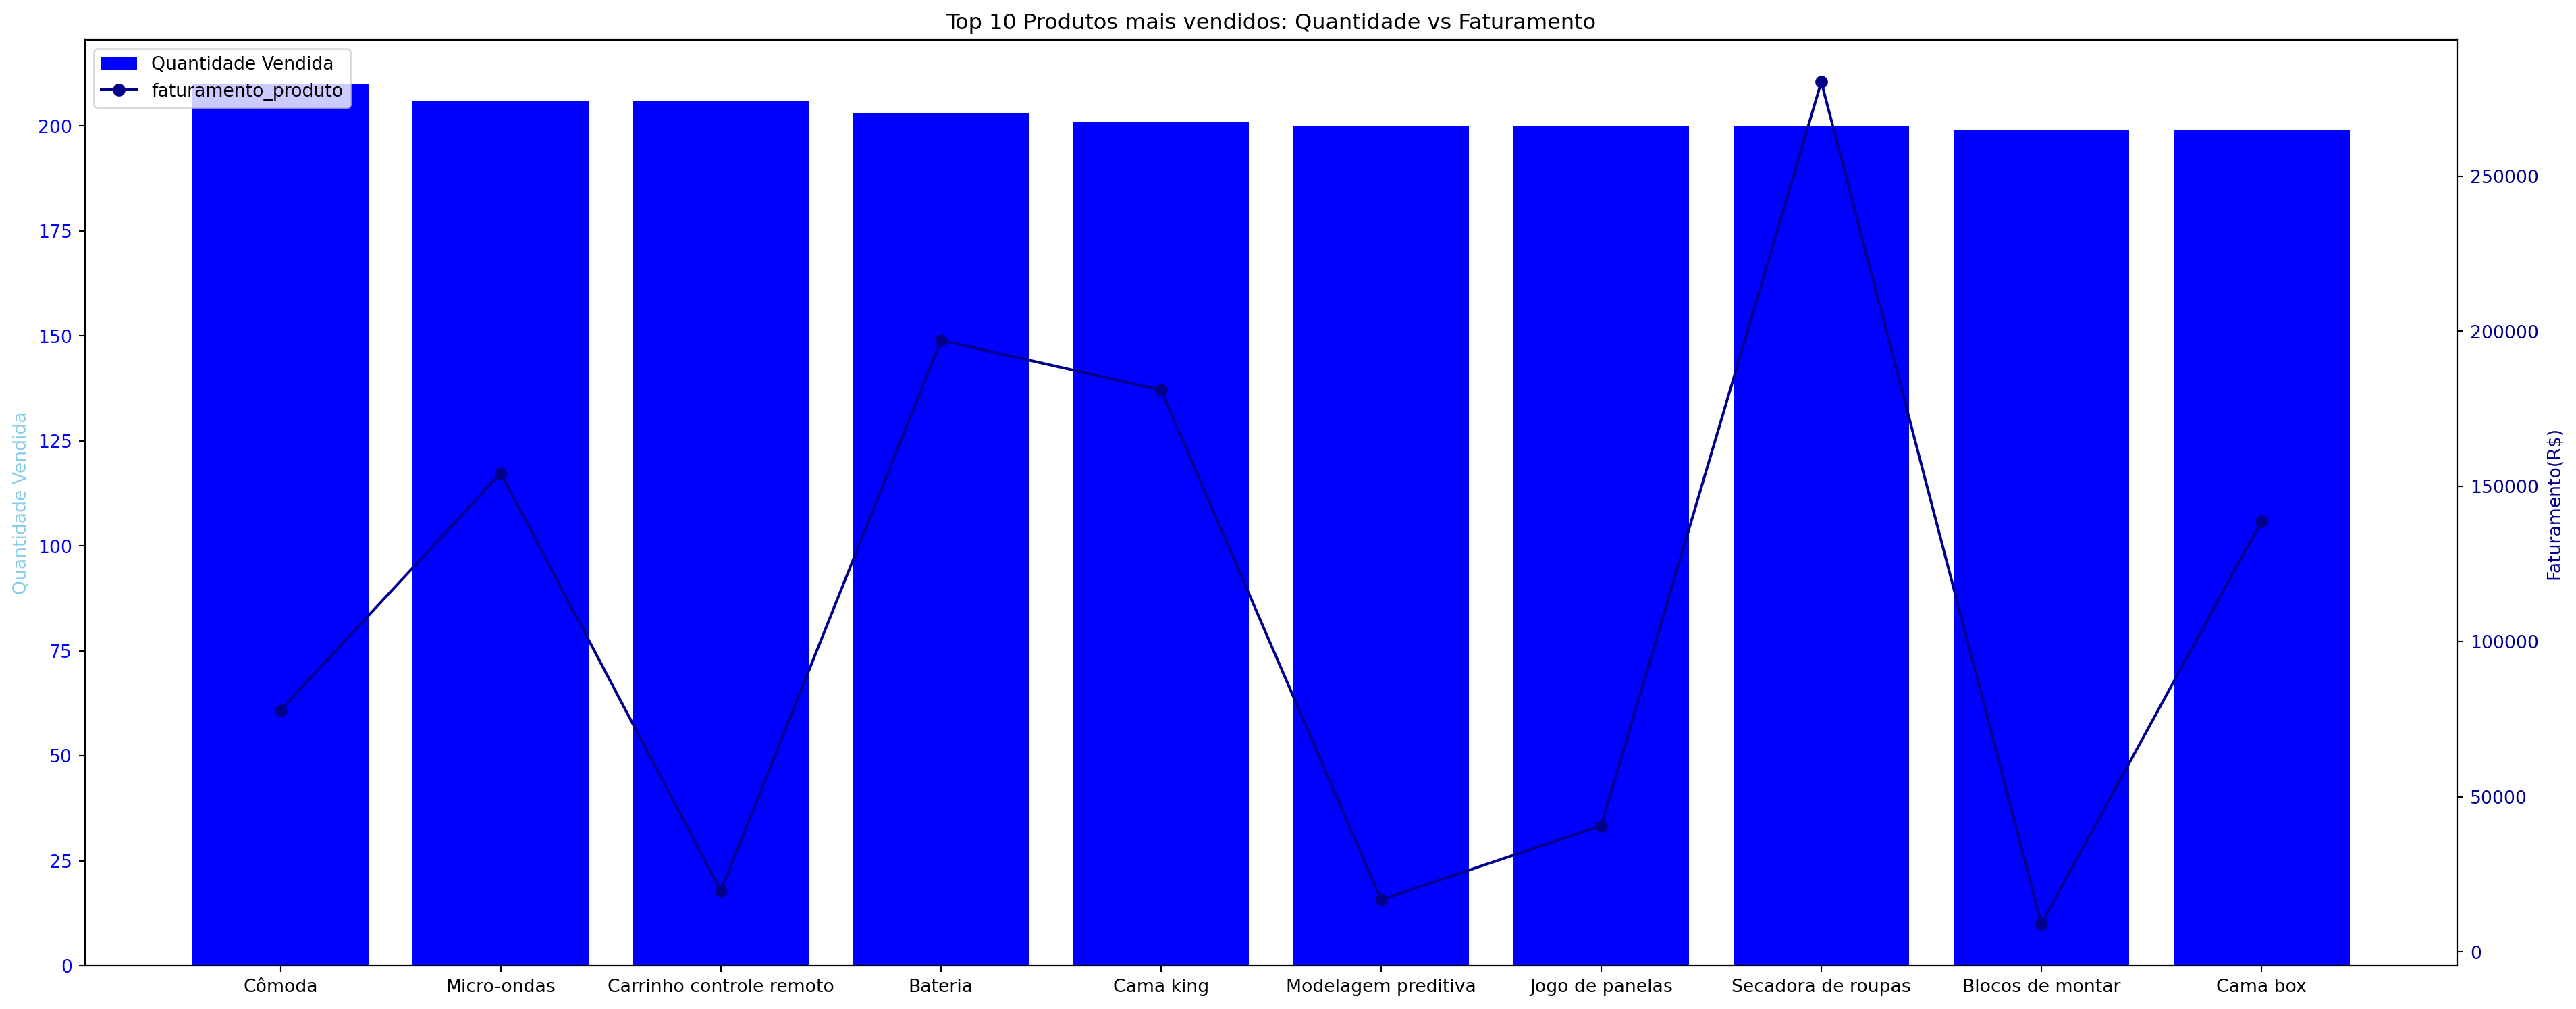 Top 10 Produtos mais vendidos: Quantidade vs Faturamento
Quantidade Vendida
faturamento_produto
200
175
150
125
100
75
50
25
0
Quantidade Vendida
250000
200000
150000
100000
50000
0
Faturamento(R$)
Cômoda
Micro-ondas
Carrinho controle remoto
Bateria
Cama king
Modelagem preditiva
Jogo de panelas
Secadora de roupas
Blocos de montar
Cama box